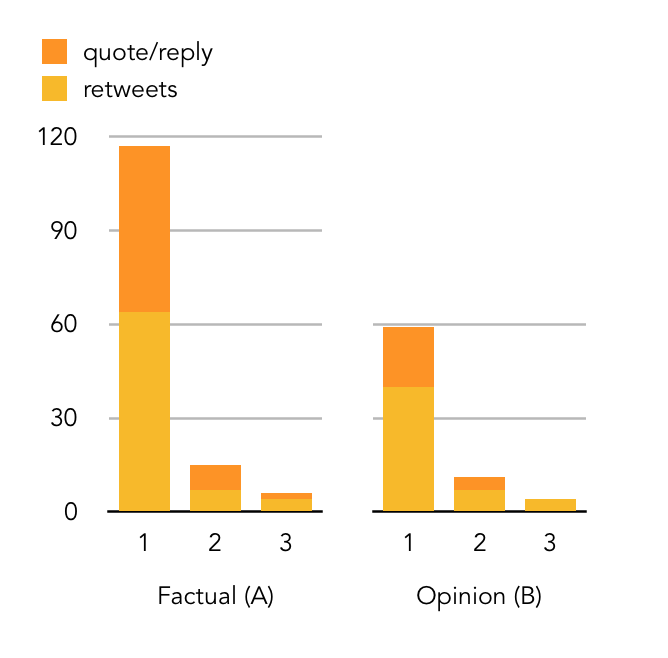 quote/reply
retweets
120
90
60
30
0
1 2 3
Factual (A)
1 2 3
Opinion (B)